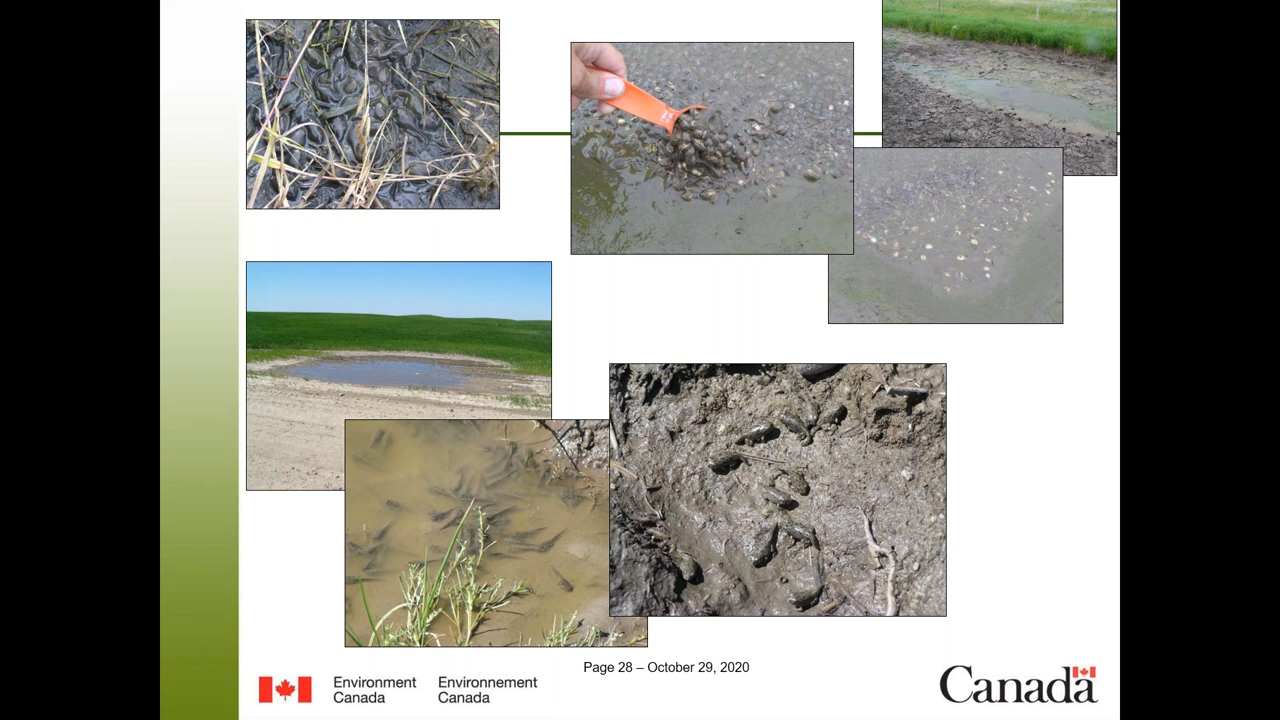 Page 28 – October 29, 2020
Environment
Canada
Environnement
Canada
Canada